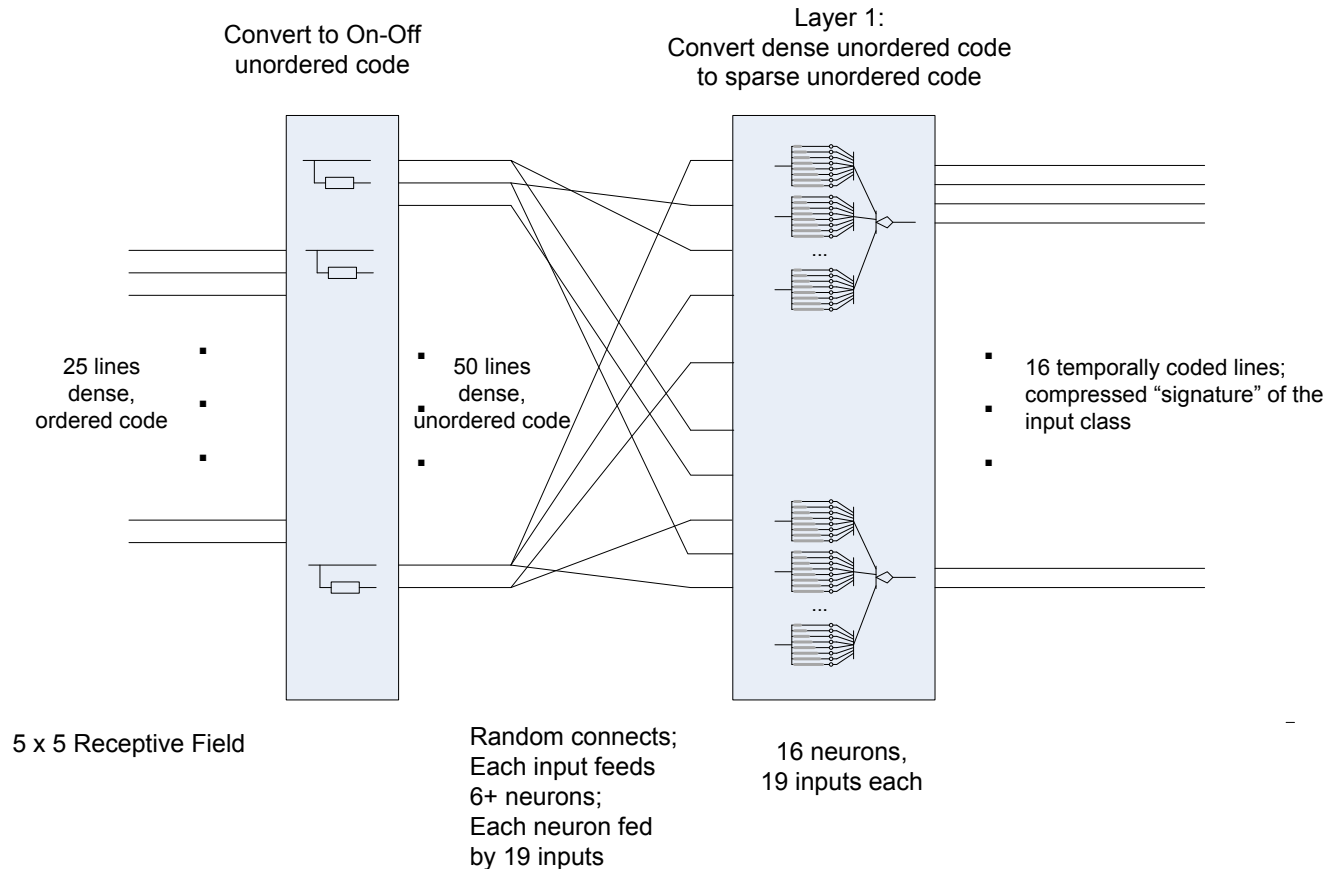 Convert to On-Off
unordered code
Layer 1:
Convert dense unordered code
to sparse unordered code
...
25 lines
dense,
ordered code
50 lines
dense,
unordered code
16 temporally coded lines;
compressed “signature” of the
input class
...
5 x 5 Receptive Field
Random connects;
Each input feeds
6+ neurons;
Each neuron fed
by 19 inputs
16 neurons,
19 inputs each